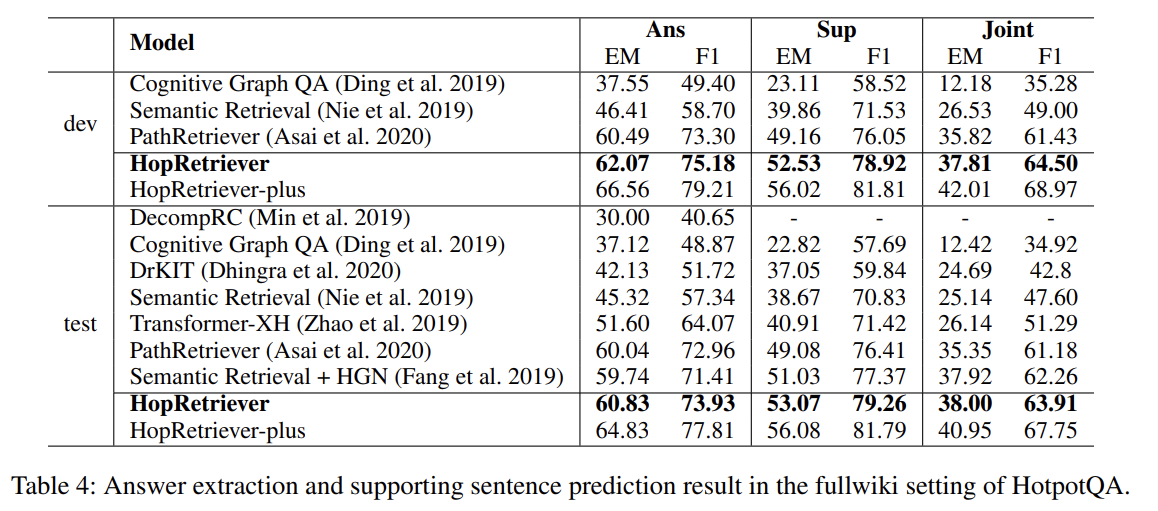 Model Ans Sup Joint
EM F1 EM F1 EM F1
dev
Cognitive Graph QA (Ding et al. 2019) 37.55 49.40 23.11 58.52 12.18 35.28
Semantic Retrieval (Nie et al. 2019) 46.41 58.70 39.86 71.53 26.53 49.00
PathRetriever (Asai et al. 2020) 60.49 73.30 49.16 76.05 35.82 61.43
HopRetriever 62.07 75.18 52.53 78.92 37.81 64.50
HopRetriever-plus 66.56 79.21 56.02 81.81 42.01 68.97
test
DecompRC (Min et al. 2019) 30.00 40.65 - - - -
Cognitive Graph QA (Ding et al. 2019) 37.12 48.87 22.82 57.69 12.42 34.92
DrKIT (Dhingra et al. 2020) 42.13 51.72 37.05 59.84 24.69 42.8
Semantic Retrieval (Nie et al. 2019) 45.32 57.34 38.67 70.83 25.14 47.60
Transformer-XH (Zhao et al. 2019) 51.60 64.07 40.91 71.42 26.14 51.29
PathRetriever (Asai et al. 2020) 60.04 72.96 49.08 76.41 35.35 61.18
Semantic Retrieval + HGN (Fang et al. 2019) 59.74 71.41 51.03 77.37 37.92 62.26
HopRetriever 60.83 73.93 53.07 79.26 38.00 63.91
HopRetriever-plus 64.83 77.81 56.08 81.79 40.95 67.75
Table 4: Answer extraction and supporting sentence prediction result in the fullwiki setting of HotpotQA.